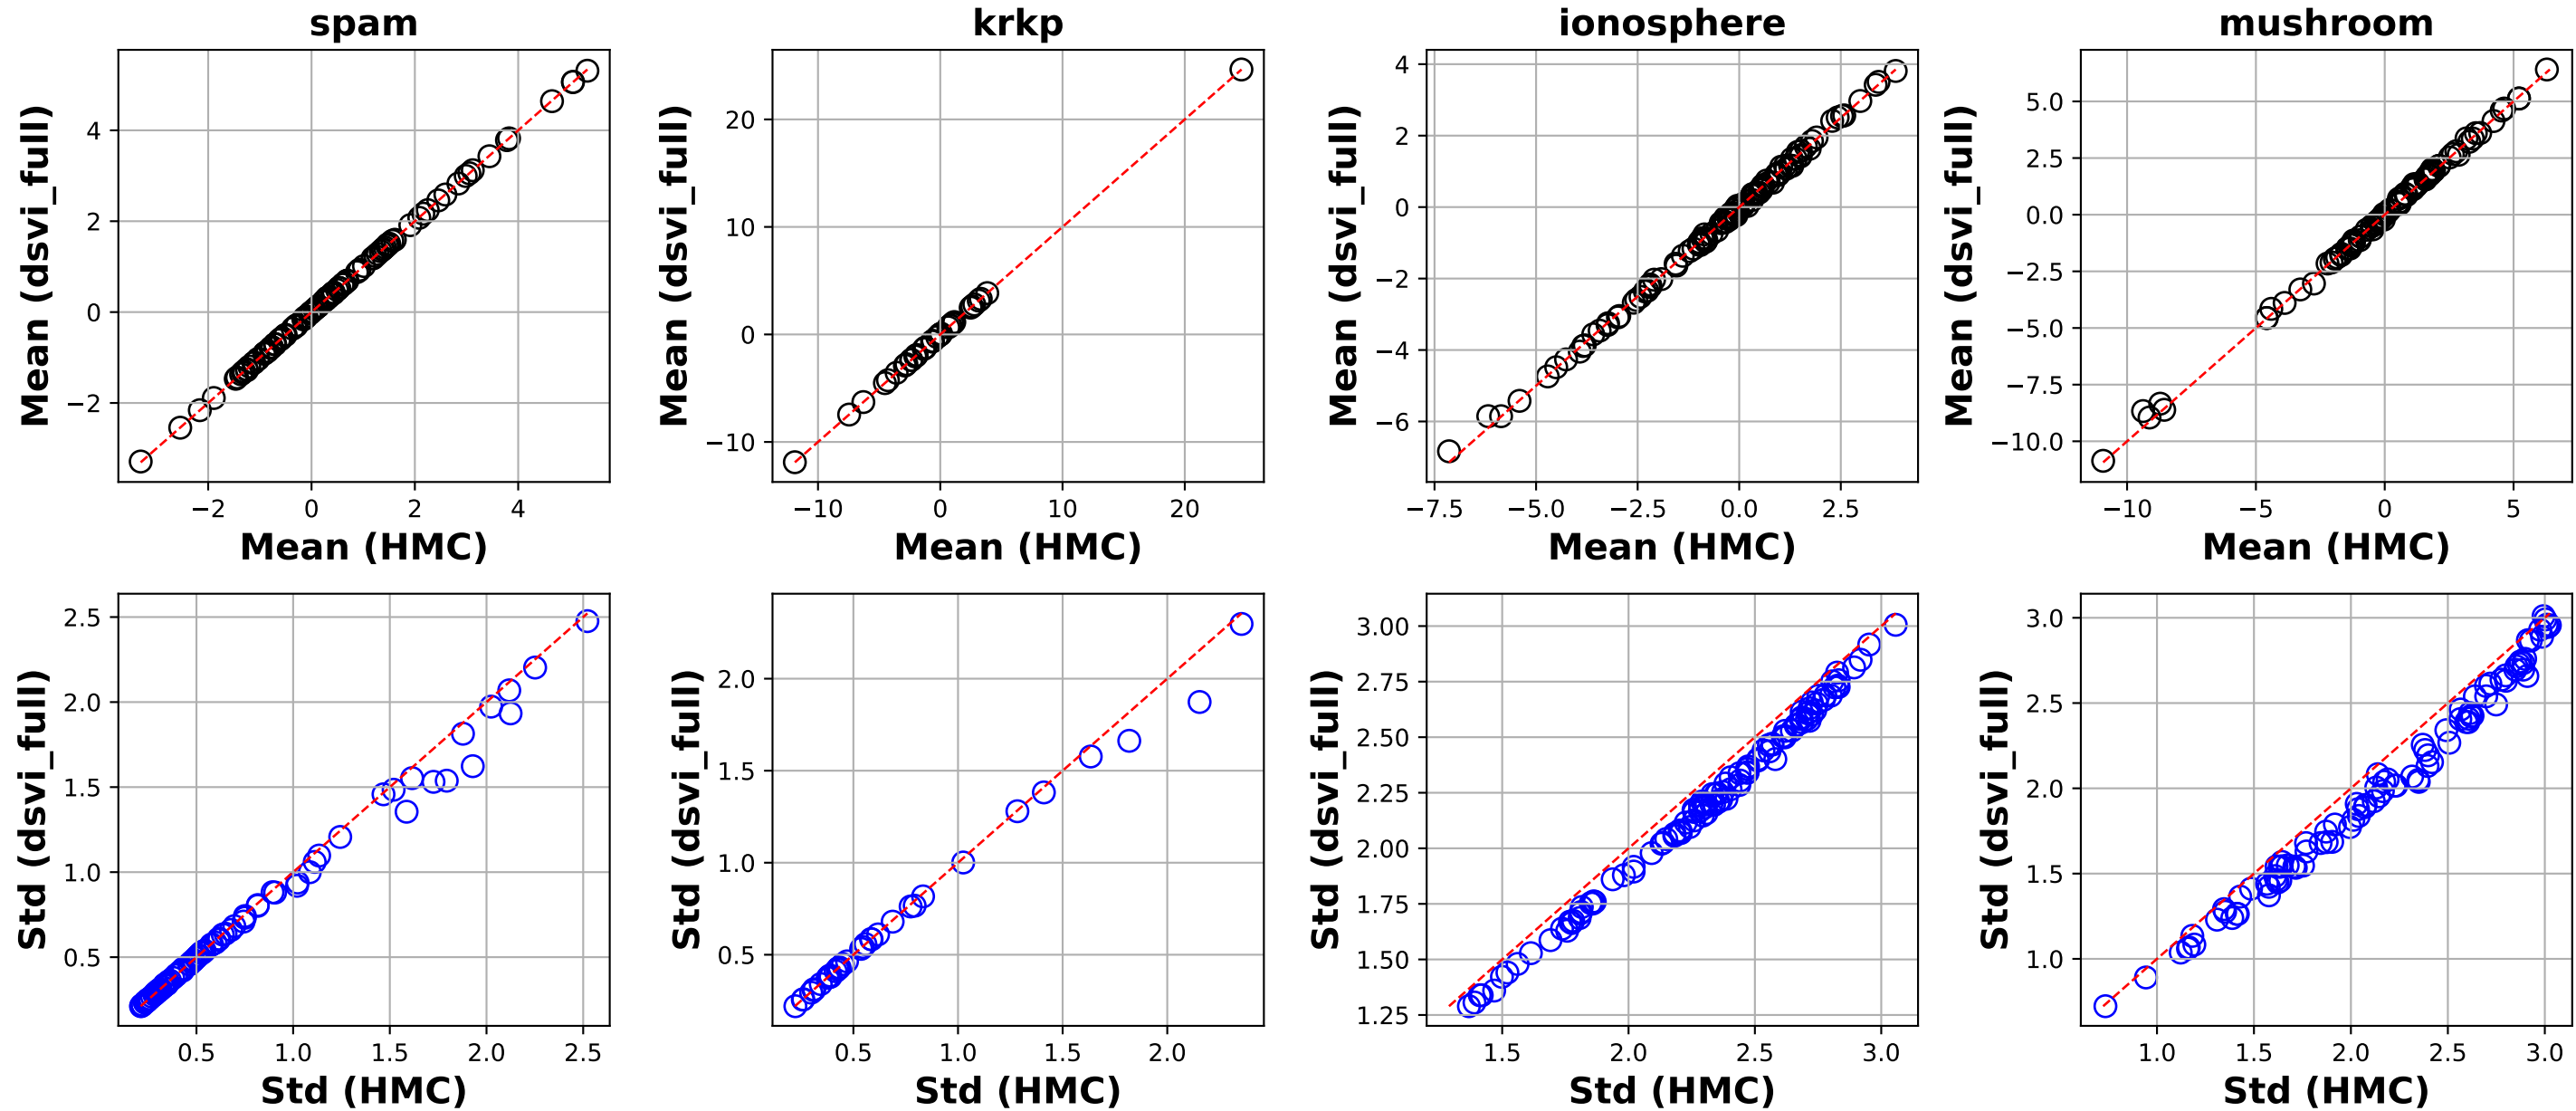 spam krkp ionosphere mushroom
Mean (dsvi_full) 4 2 0 −2
−2 0 2 4
Mean (HMC)
Mean (dsvi_full) 20 10 0 −10
−10 0 10 20
Mean (HMC)
Mean (dsvi_full) 4 2 0 −2 −4 −6
−7.5 −5.0 −2.5 0.0 2.5
Mean (HMC)
Mean (dsvi_full) 5.0 2.5 0.0 −2.5 −5.0 −7.5 −10.0
−10 −5 0 5
Mean (HMC)
Std (dsvi_full) 2.5 2.0 1.5 1.0 0.5
0.5 1.0 1.5 2.0 2.5
Std (HMC)
Std (dsvi_full) 2.0 1.5 1.0 0.5
0.5 1.0 1.5 2.0
Std (HMC)
Std (dsvi_full) 3.00 2.75 2.50 2.25 2.00 1.75 1.50 1.25
1.5 2.0 2.5 3.0
Std (HMC)
Std (dsvi_full) 3.0 2.5 2.0 1.5 1.0
1.0 1.5 2.0 2.5 3.0
Std (HMC)